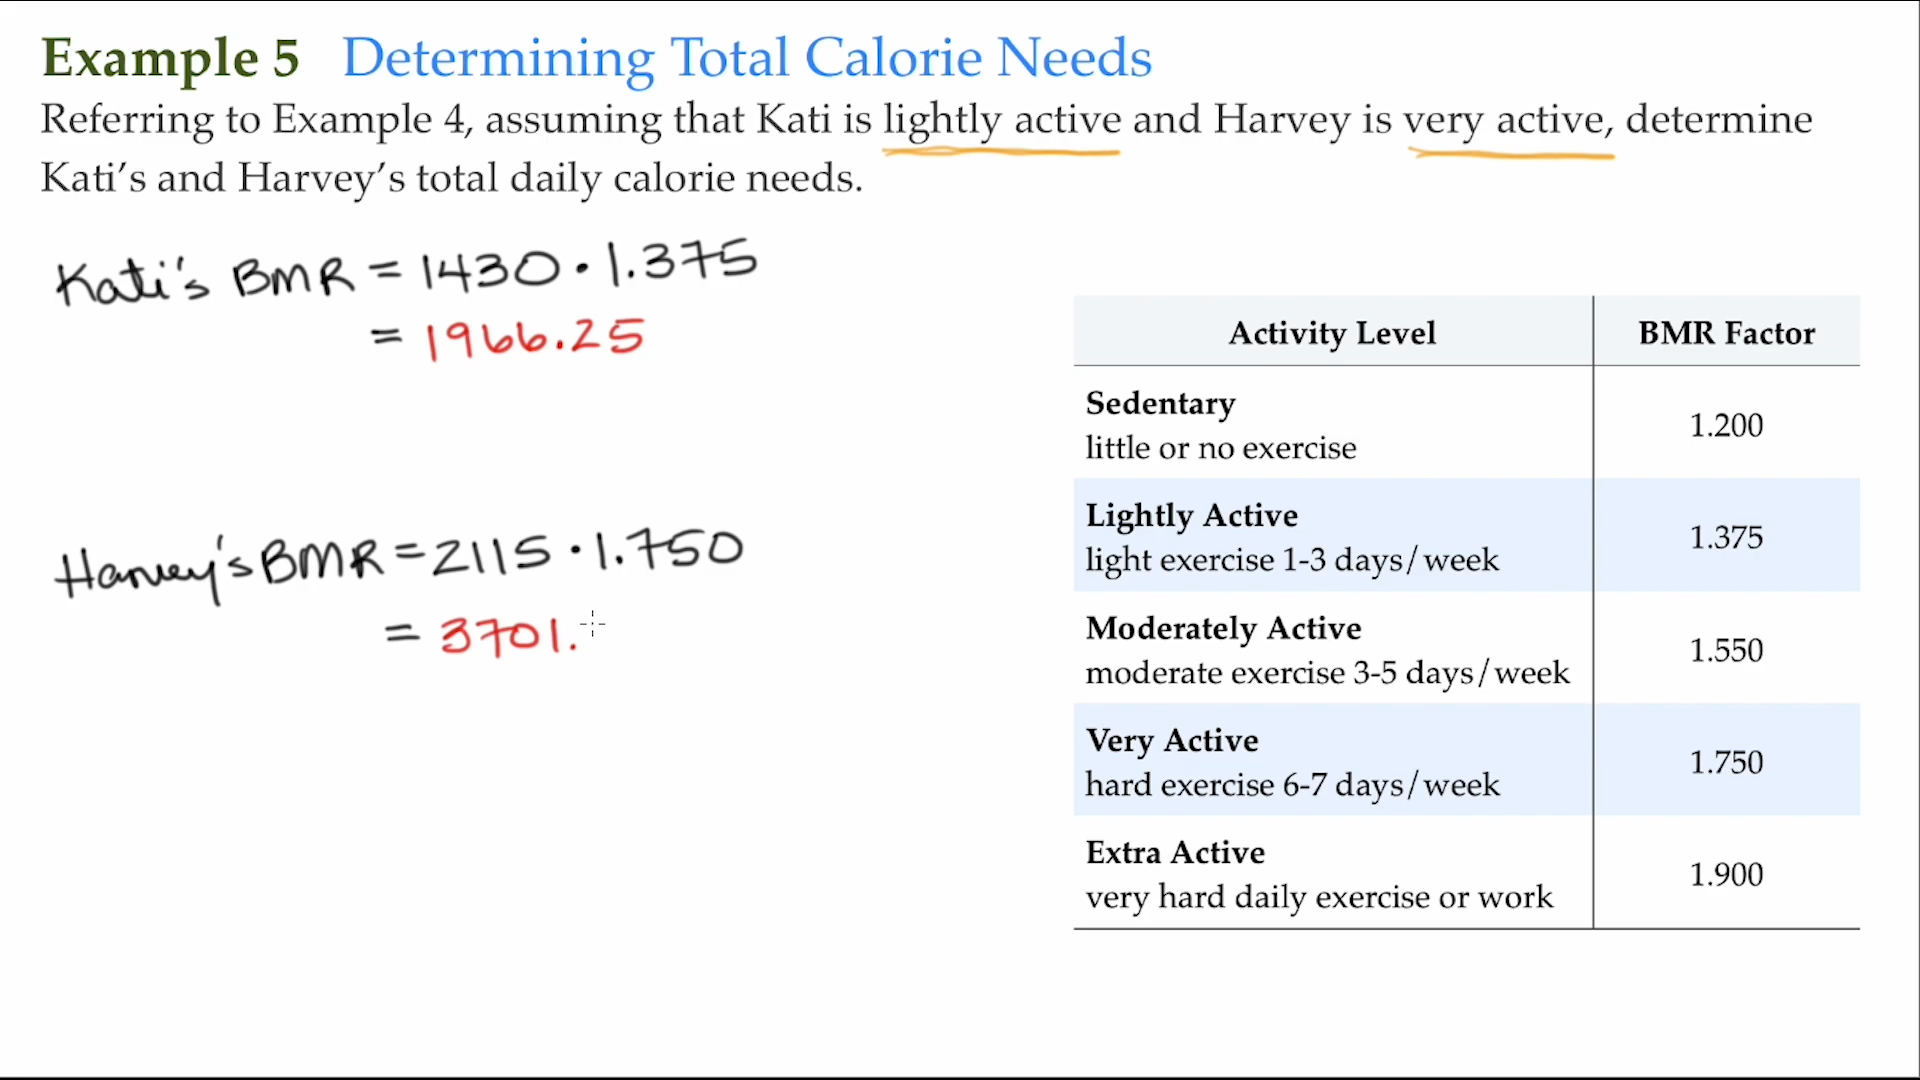 Example 5 Determining Total Calorie Needs
Referring to Example 4, assuming that Kati is lightly active and Harvey is very active, determine
Kati's and Harvey's total daily calorie needs.
Kati's BMR = 1430 · 1.375
= 1966.25
Harvey's BMR = 2115 · 1.750
= 3701.
Activity Level BMR Factor
Sedentary
little or no exercise 1.200
Lightly Active
light exercise 1-3 days/week 1.375
Moderately Active
moderate exercise 3-5 days/week 1.550
Very Active
hard exercise 6-7 days/week 1.750
Extra Active
very hard daily exercise or work 1.900